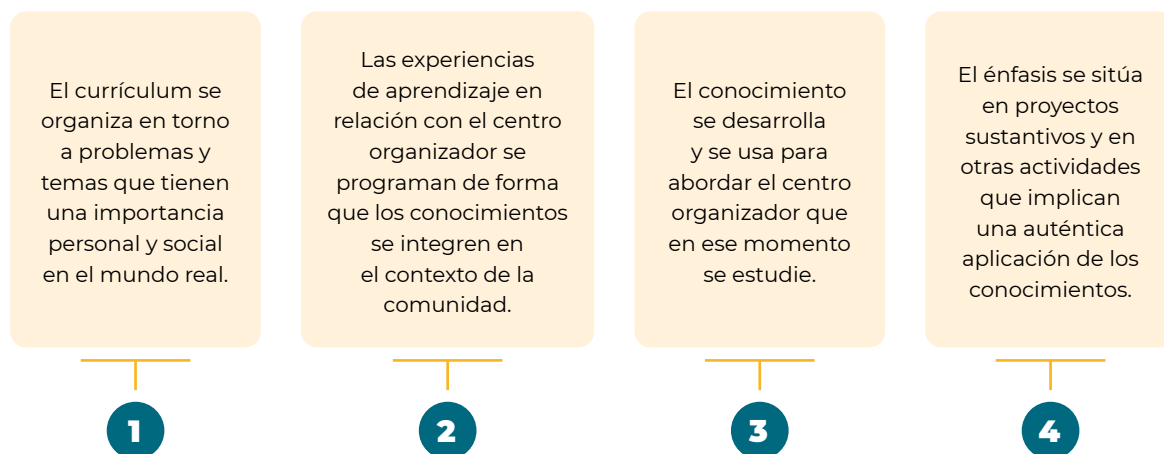 El currículum se
organiza en torno
a problemas y
temas que tienen
una importancia
personal y social
en el mundo real.
Las experiencias
de aprendizaje en
relación con el centro
organizador se
programan de forma
que los conocimientos
se integren en
el contexto de la
comunidad.
El conocimiento
se desarrolla
y se usa para
abordar el centro
organizador que
en ese momento
se estudie.
El énfasis se sitúa
en proyectos
sustantivos y en
otras actividades
que implican
una auténtica
aplicación de los
conocimientos.
1
2
3
4